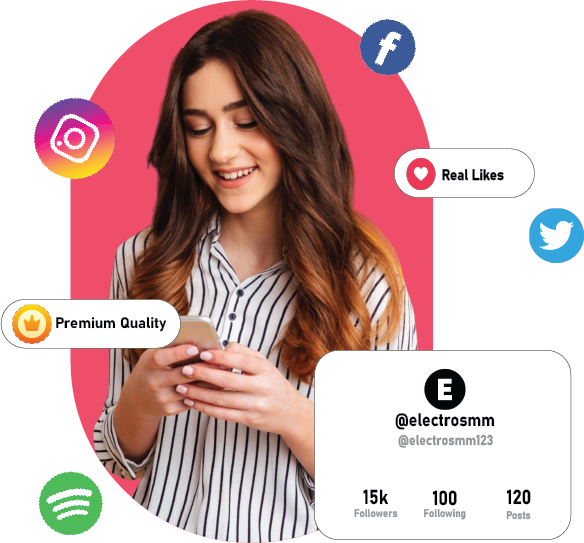 Real Likes
Premium Quality
E
@electrosmm
@electrosmm123
15k 100 120
Followers Following Posts